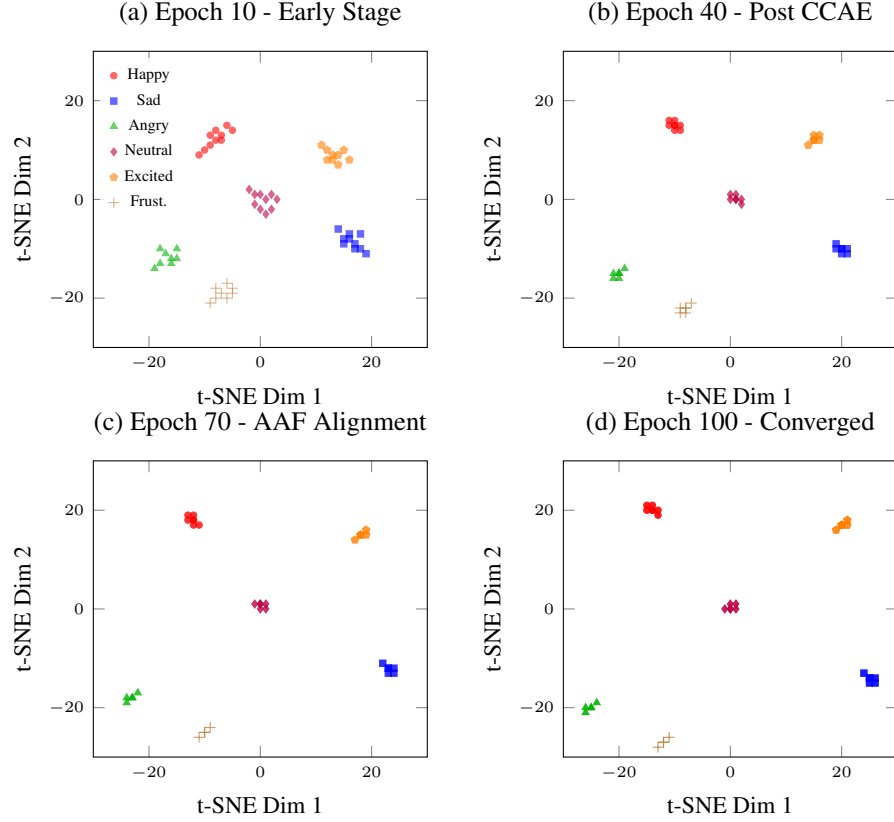 (a) Epoch 10 - Early Stage
Happy
Sad
Angry
Neutral
Excited
Frust.
20
0
−20
−20
0
20
t-SNE Dim 2
t-SNE Dim 1
(b) Epoch 40 - Post CCAE
20
0
−20
−20
0
20
t-SNE Dim 2
t-SNE Dim 1
(c) Epoch 70 - AAF Alignment
20
0
−20
−20
0
20
t-SNE Dim 2
t-SNE Dim 1
(d) Epoch 100 - Converged
20
0
−20
−20
0
20
t-SNE Dim 2
t-SNE Dim 1